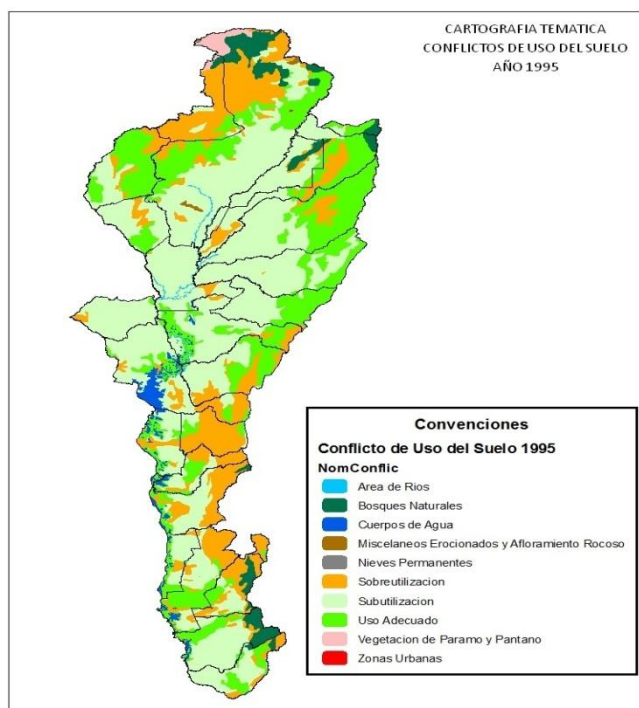 CARTOGRAFIA TEMATICA
CONFLICTOS DE USO DEL SUELO
AÑO 1995
Convenciones
Conflicto de Uso del Suelo 1995
NomConflic
Area de Rios
Bosques Naturales
Cuerpos de Agua
Miscelaneos Erocionados y Afloramiento Rocoso
Nieves Permanentes
Sobreutilizacion
Subutilizacion
Uso Adecuado
Vegetacion de Paramo y Pantano
Zonas Urbanas